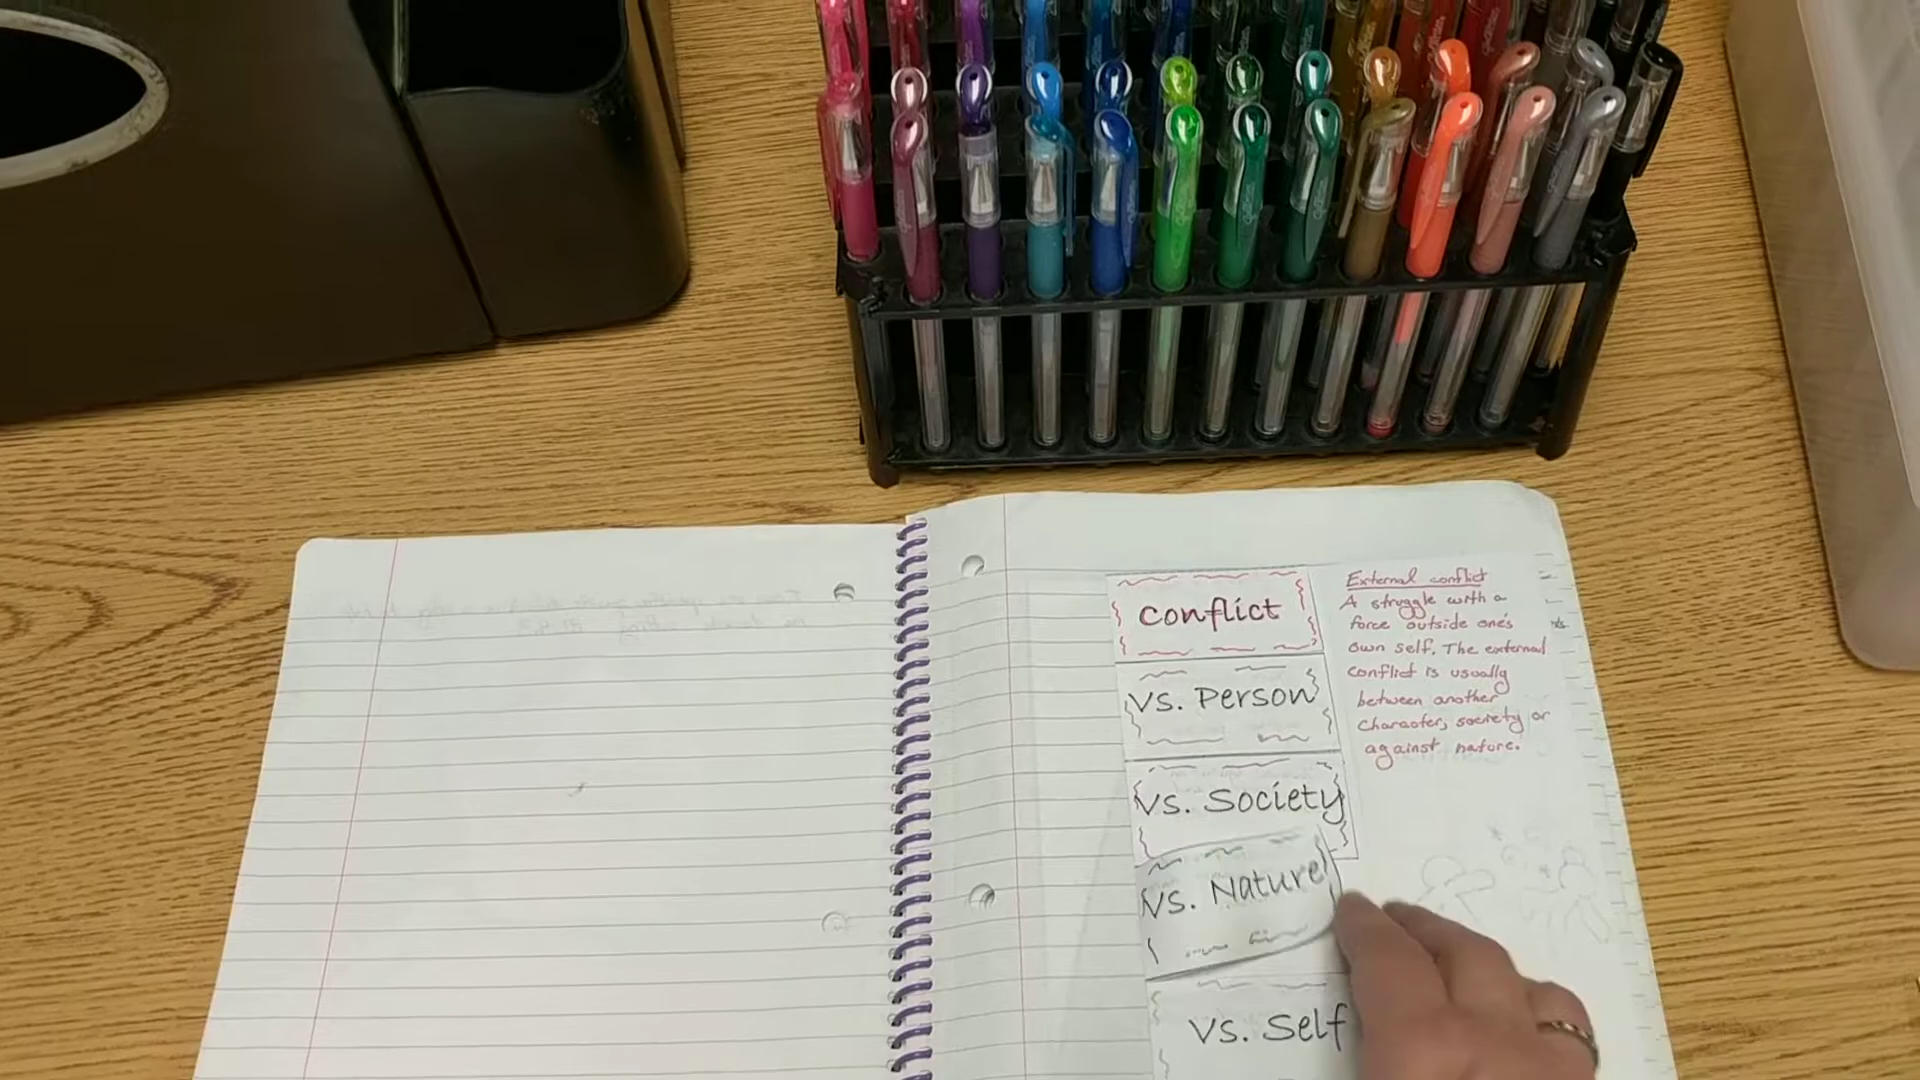 conflict
vs. Person
vs. Society
vs. Nature
vs. Self
External conflict
A struggle with a
force outside one's
own self. The external
conflict is usually
between another
character, society or
against nature.